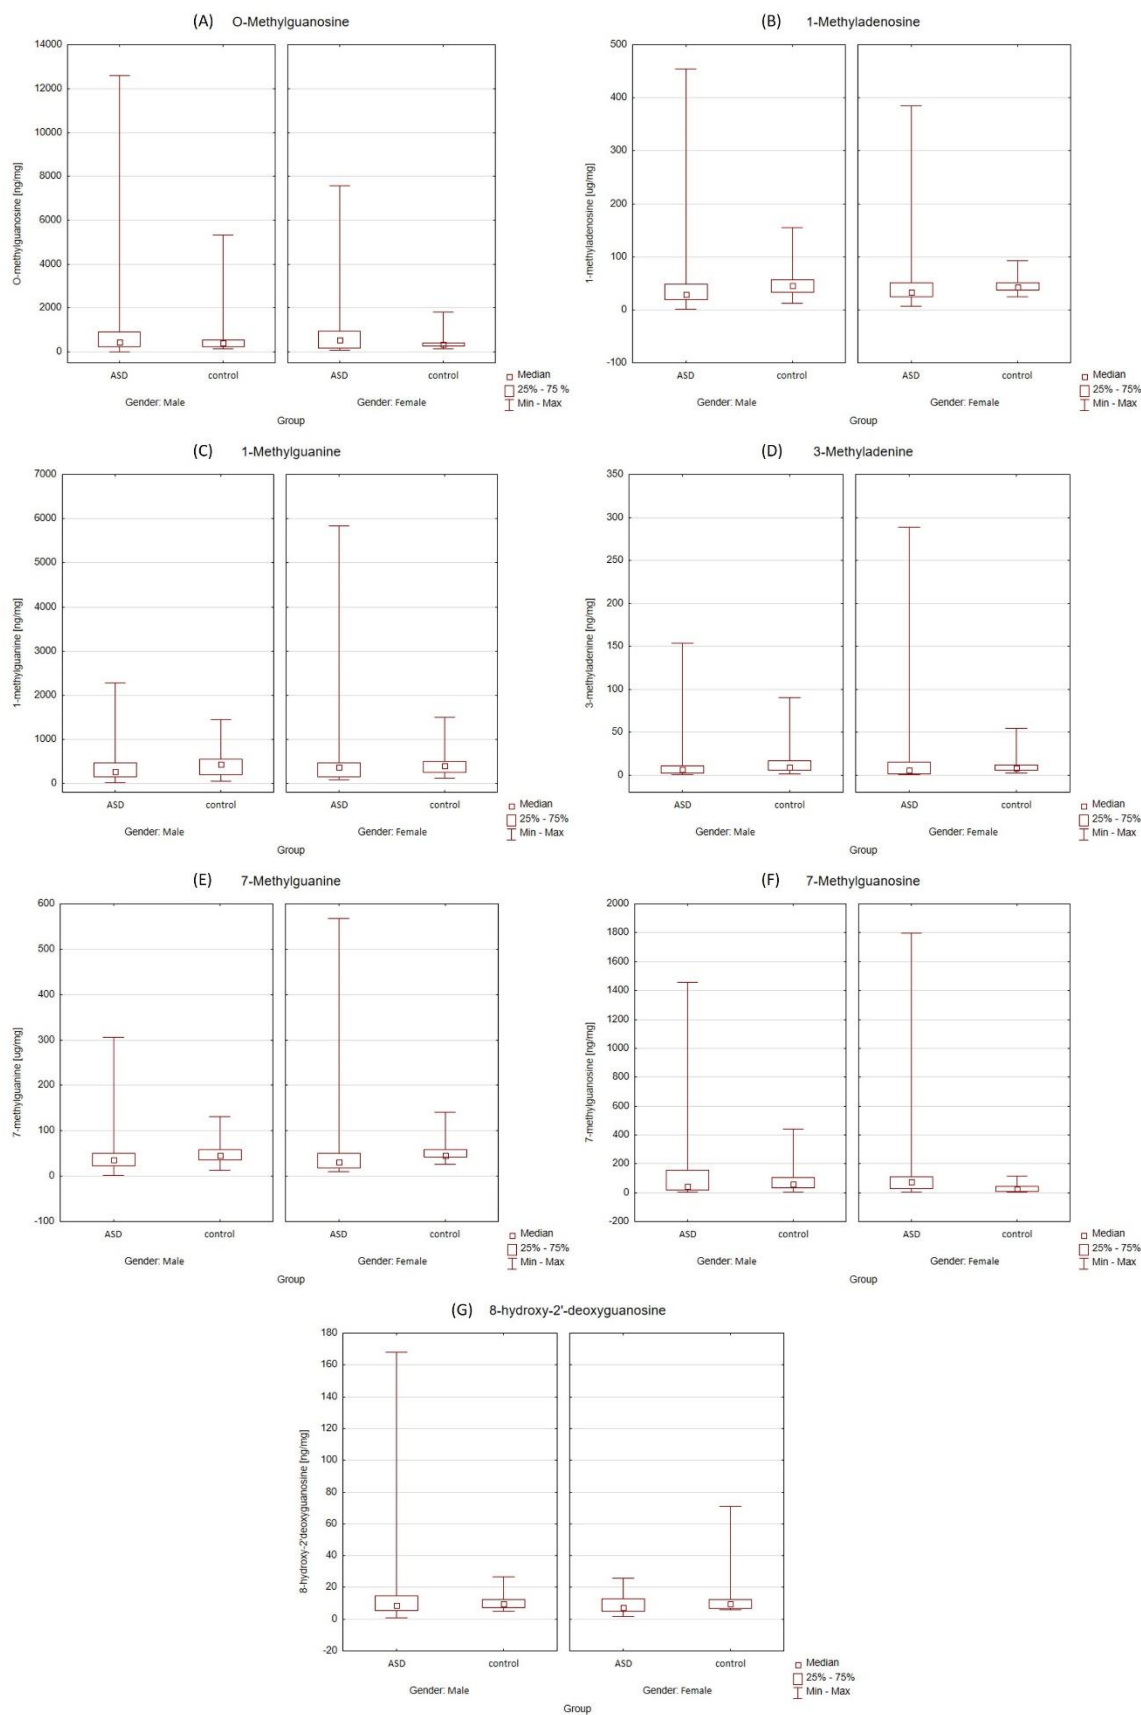 (A) O-Methylguanosine
O-methylguanosine [ng/mg]
14000
12000
10000
8000
6000
4000
2000
0
ASD control ASD control
Gender: Male Gender: Female
Group
Median
25% - 75 %
Min - Max
(B) 1-Methyladenosine
1-methyladenosine [ug/mg]
500
400
300
200
100
0
-100
ASD control ASD control
Gender: Male Gender: Female
Group
Median
25% - 75%
Min - Max
(C) 1-Methylguanine
1-methylguanine [ng/mg]
7000
6000
5000
4000
3000
2000
1000
0
ASD control ASD control
Gender: Male Gender: Female
Group
Median
25% - 75%
Min - Max
(D) 3-Methyladenine
3-methyladenine [ng/mg]
350
300
250
200
150
100
50
0
ASD control ASD control
Gender: Male Gender: Female
Group
Median
25% - 75%
Min - Max
(E) 7-Methylguanine
7-methylguanine [ug/mg]
600
500
400
300
200
100
0
-100
ASD control ASD control
Gender: Male Gender: Female
Group
Median
25% - 75%
Min - Max
(F) 7-Methylguanosine
7-methylguanosine [ng/mg]
2000
1800
1600
1400
1200
1000
800
600
400
200
0
-200
ASD control ASD control
Gender: Male Gender: Female
Group
Median
25% - 75%
Min - Max
(G) 8-hydroxy-2'-deoxyguanosine
8-hydroxy-2'deoxyguanosine [ng/mg]
180
160
140
120
100
80
60
40
20
0
-20
ASD control ASD control
Gender: Male Gender: Female
Group
Median
25% - 75%
Min - Max